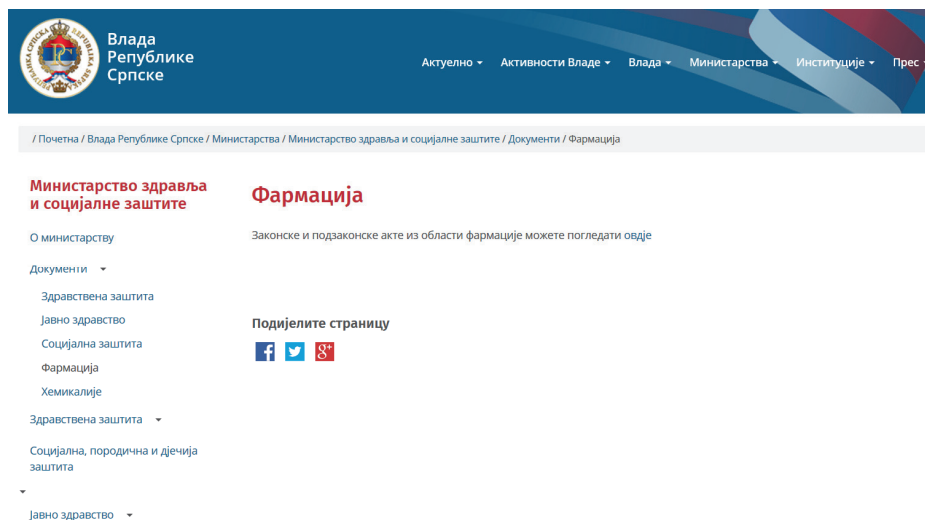 Влада
Републике
Српске
Актуелно
Активности Владе
Влада
Министарства
Институције
Прес
/ Почетна / Влада Републике Српске / Министарства / Министарство здравља и социјалне заштите / Документи / Фармација
Министарство здравља
и социјалне заштите
О министарству
Документи
Здравствена заштита
Јавно здравство
Социјална заштита
Фармација
Хемикалије
Здравствена заштита
Социјална, породична и дјечија
заштита
Јавно здравство
Фармација
Законске и подзаконске акте из области фармације можете погледати овдје
Подијелите страницу